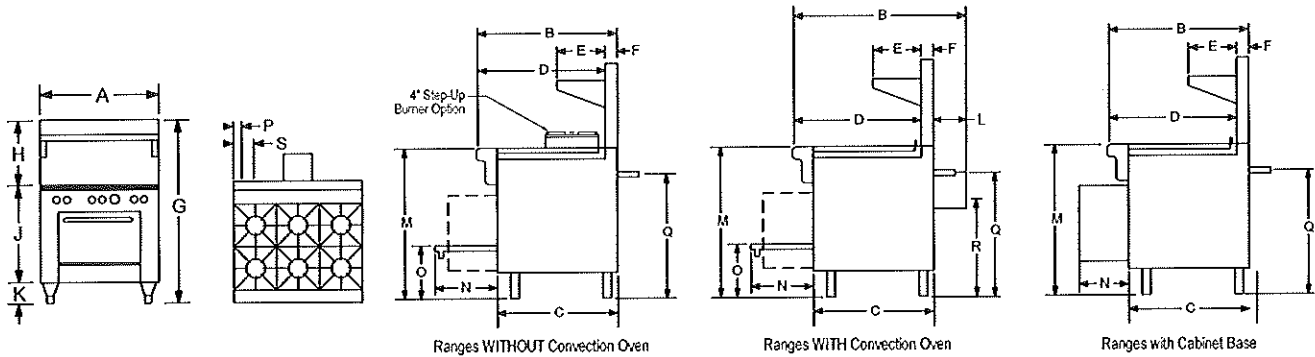 A
H
J
K
G
P
S
B
E
F
D
4" Step-Up
Burner Option
M
O
N
C
Q
Ranges WITHOUT Convection Oven
B
E
F
D
L
M
O
N
C
R
Q
Ranges WITH Convection Oven
B
E
F
D
M
N
C
Q
Ranges with Cabinet Base